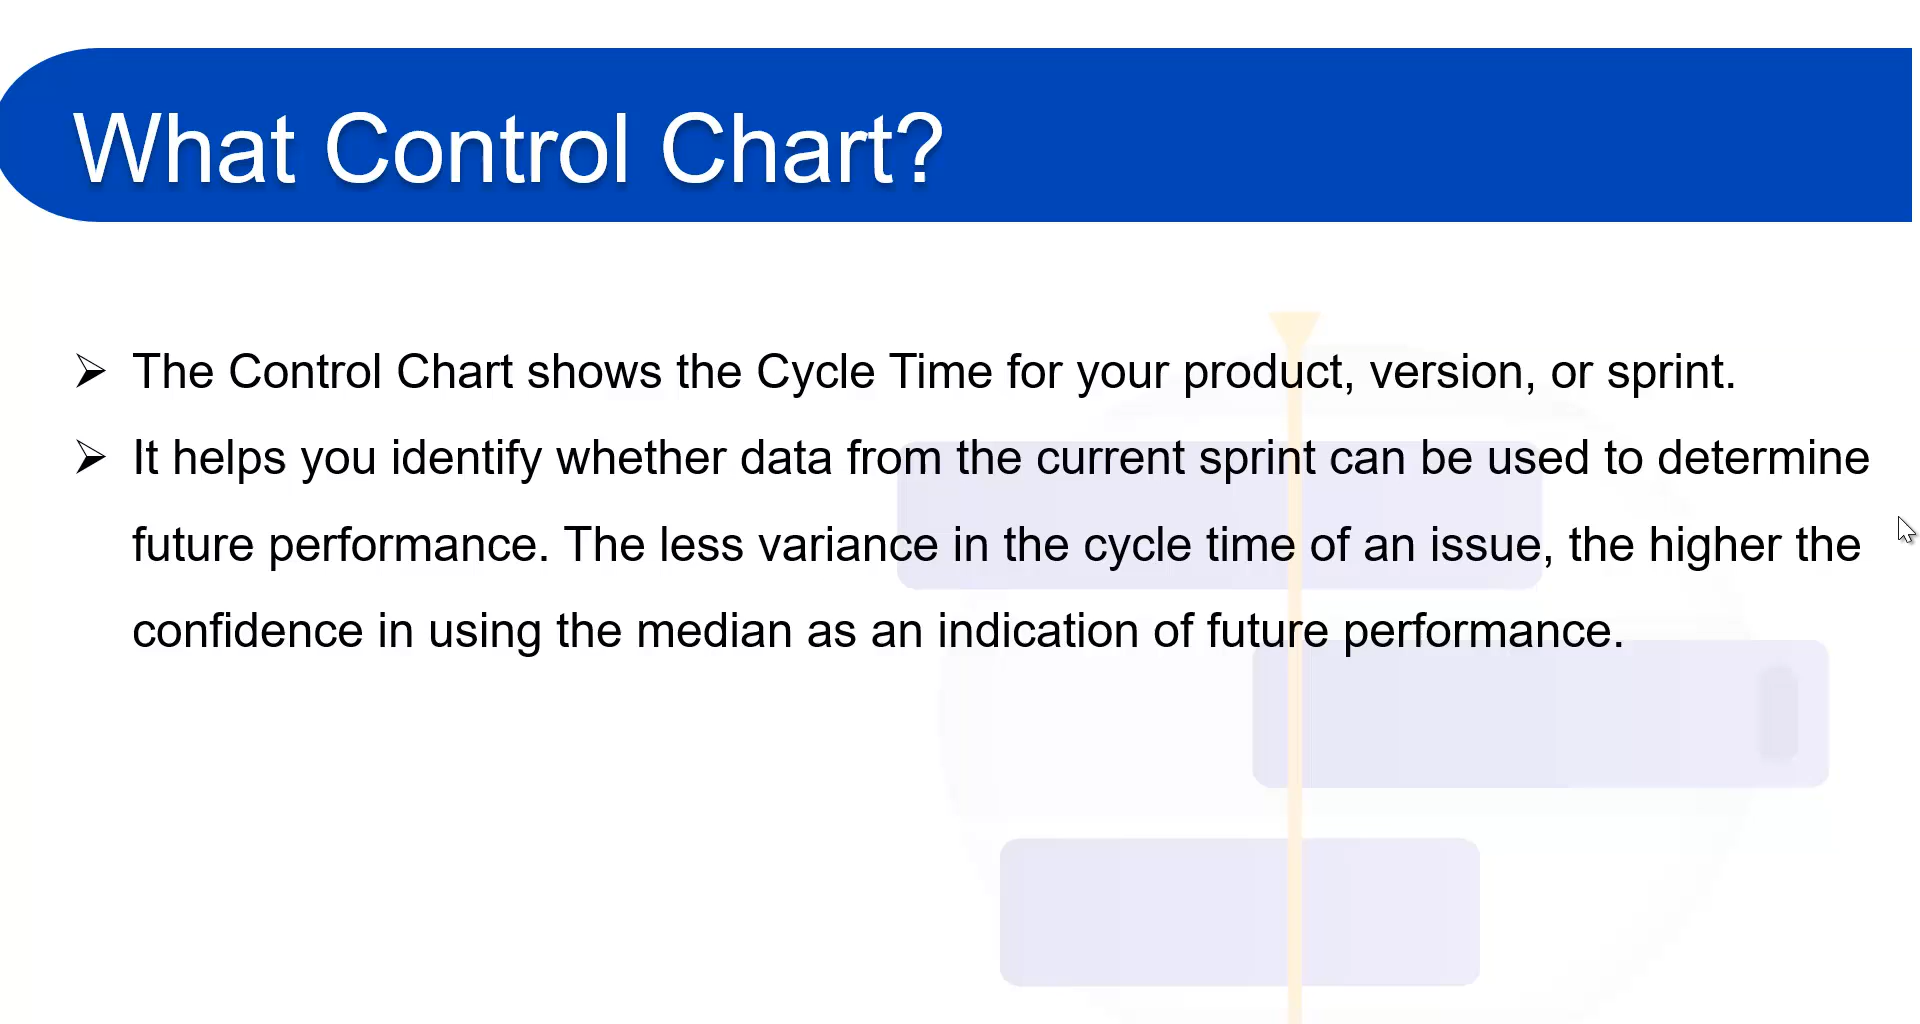 What Control Chart?
➢ The Control Chart shows the Cycle Time for your product, version, or sprint.
➢ It helps you identify whether data from the current sprint can be used to determine
future performance. The less variance in the cycle time of an issue, the higher the
confidence in using the median as an indication of future performance.